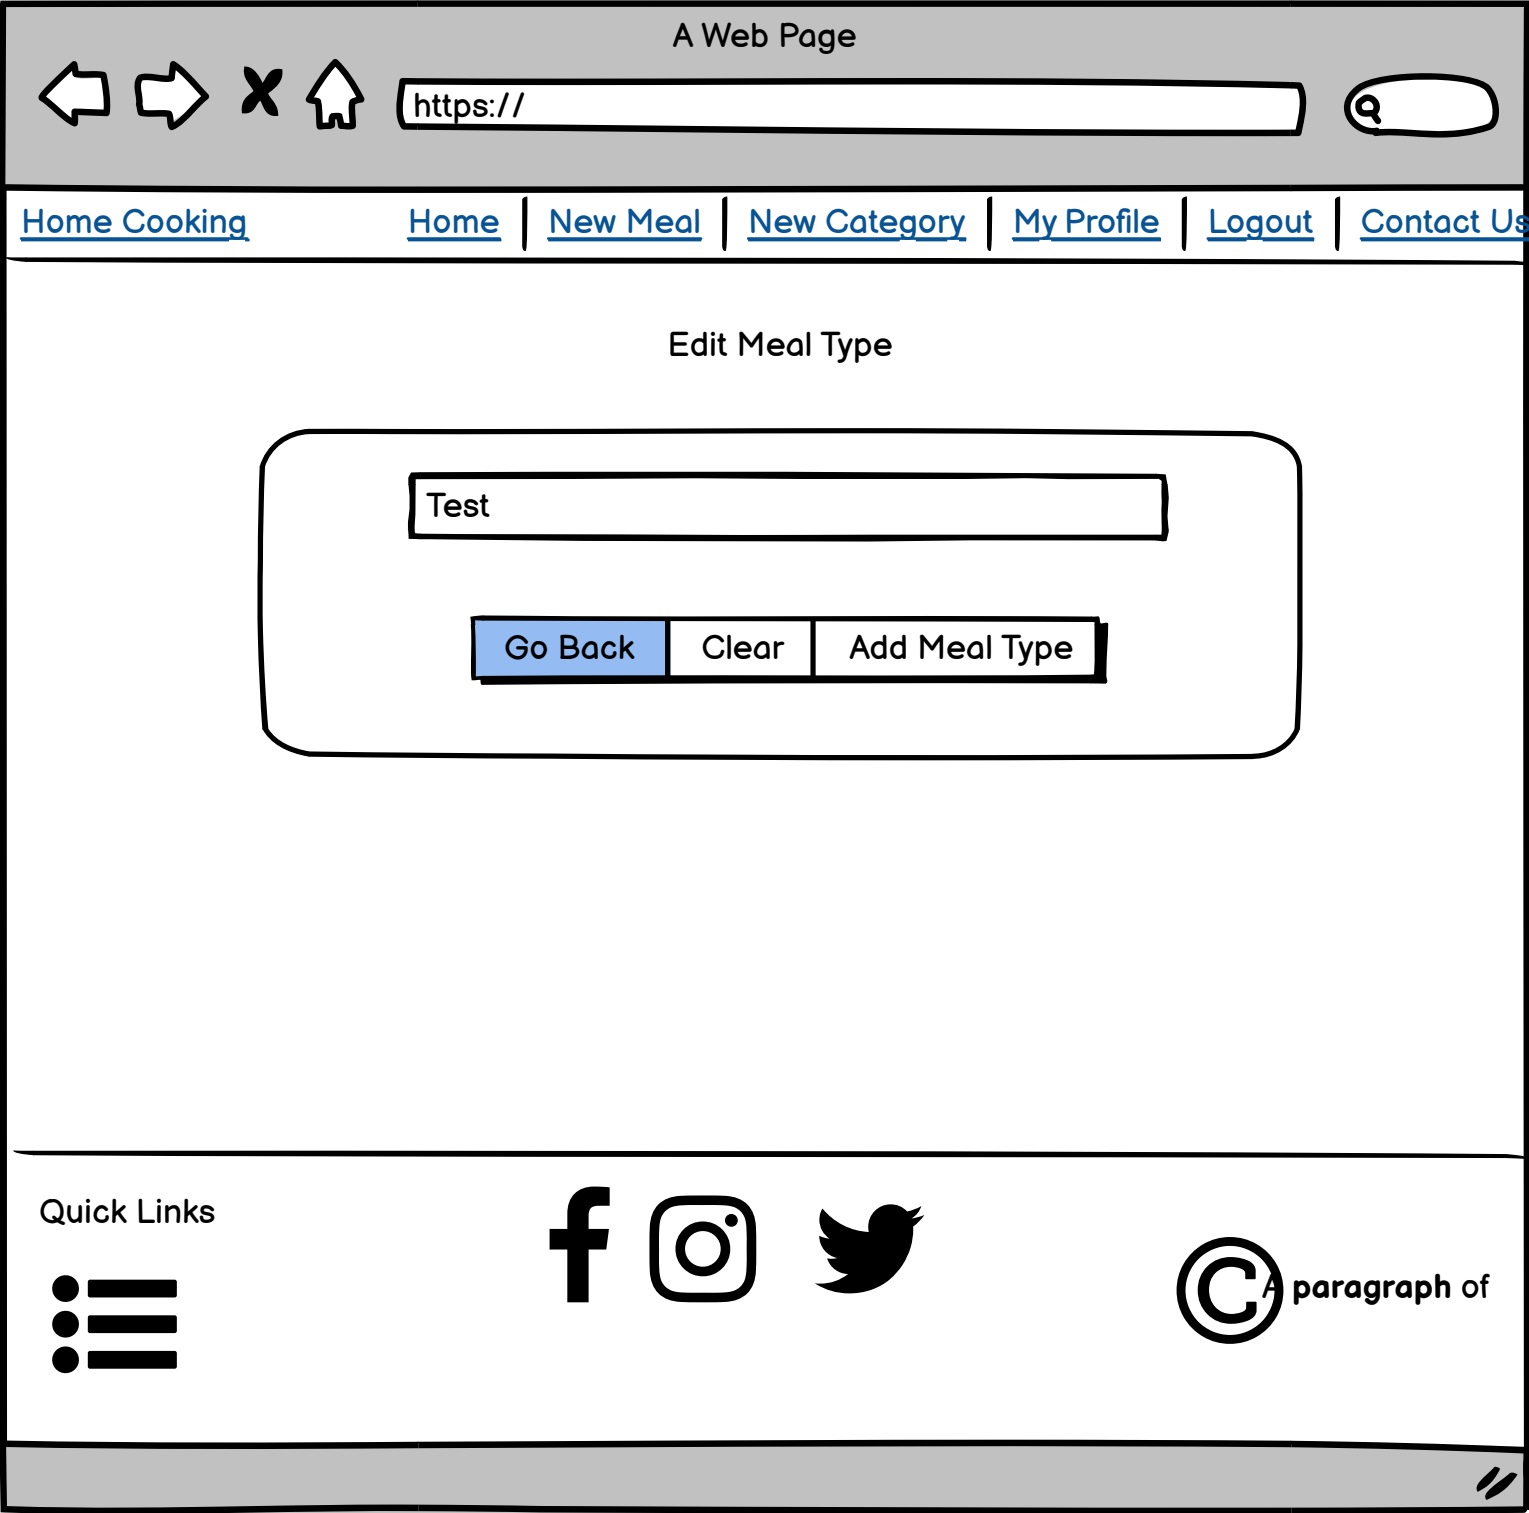 A Web Page
https://
Home Cooking Home New Meal New Category My Profile Logout Contact Us
Edit Meal Type
Test
Go Back Clear Add Meal Type
Quick Links
A paragraph of